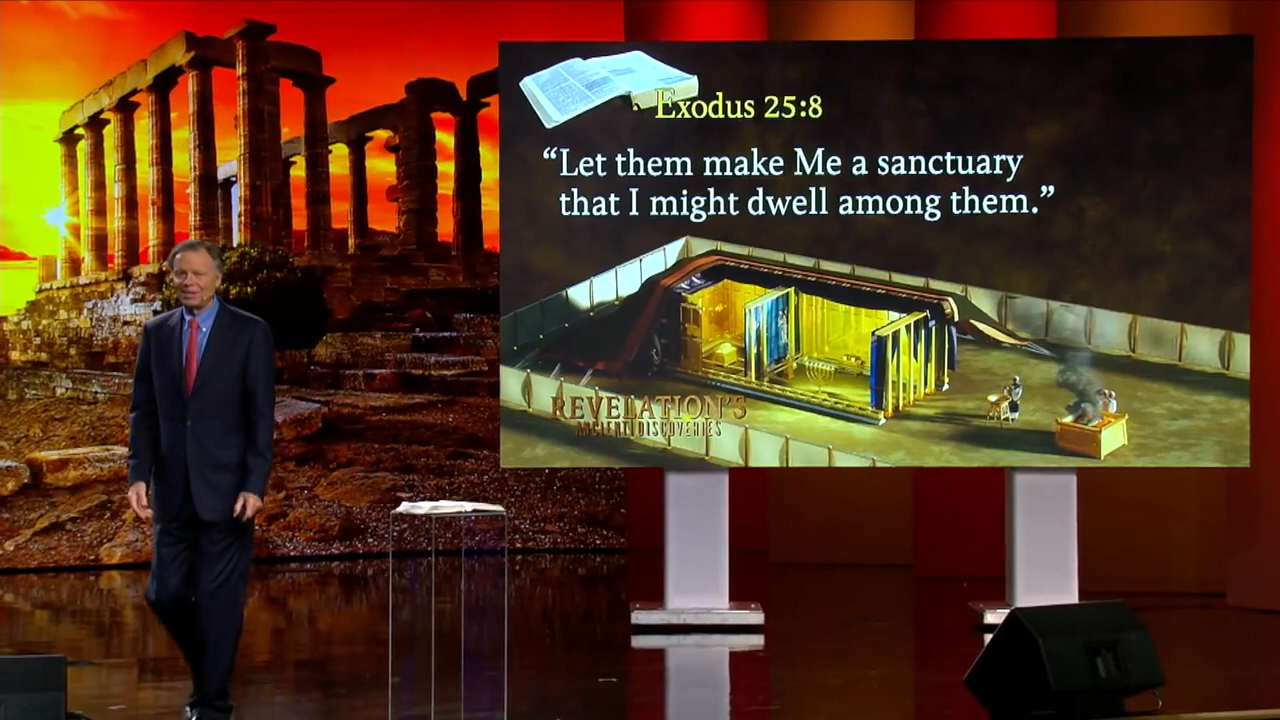 Exodus 25:8
“Let them make Me a sanctuary
that I might dwell among them.”
REVELATION'S
ANCIENT DISCOVERIES